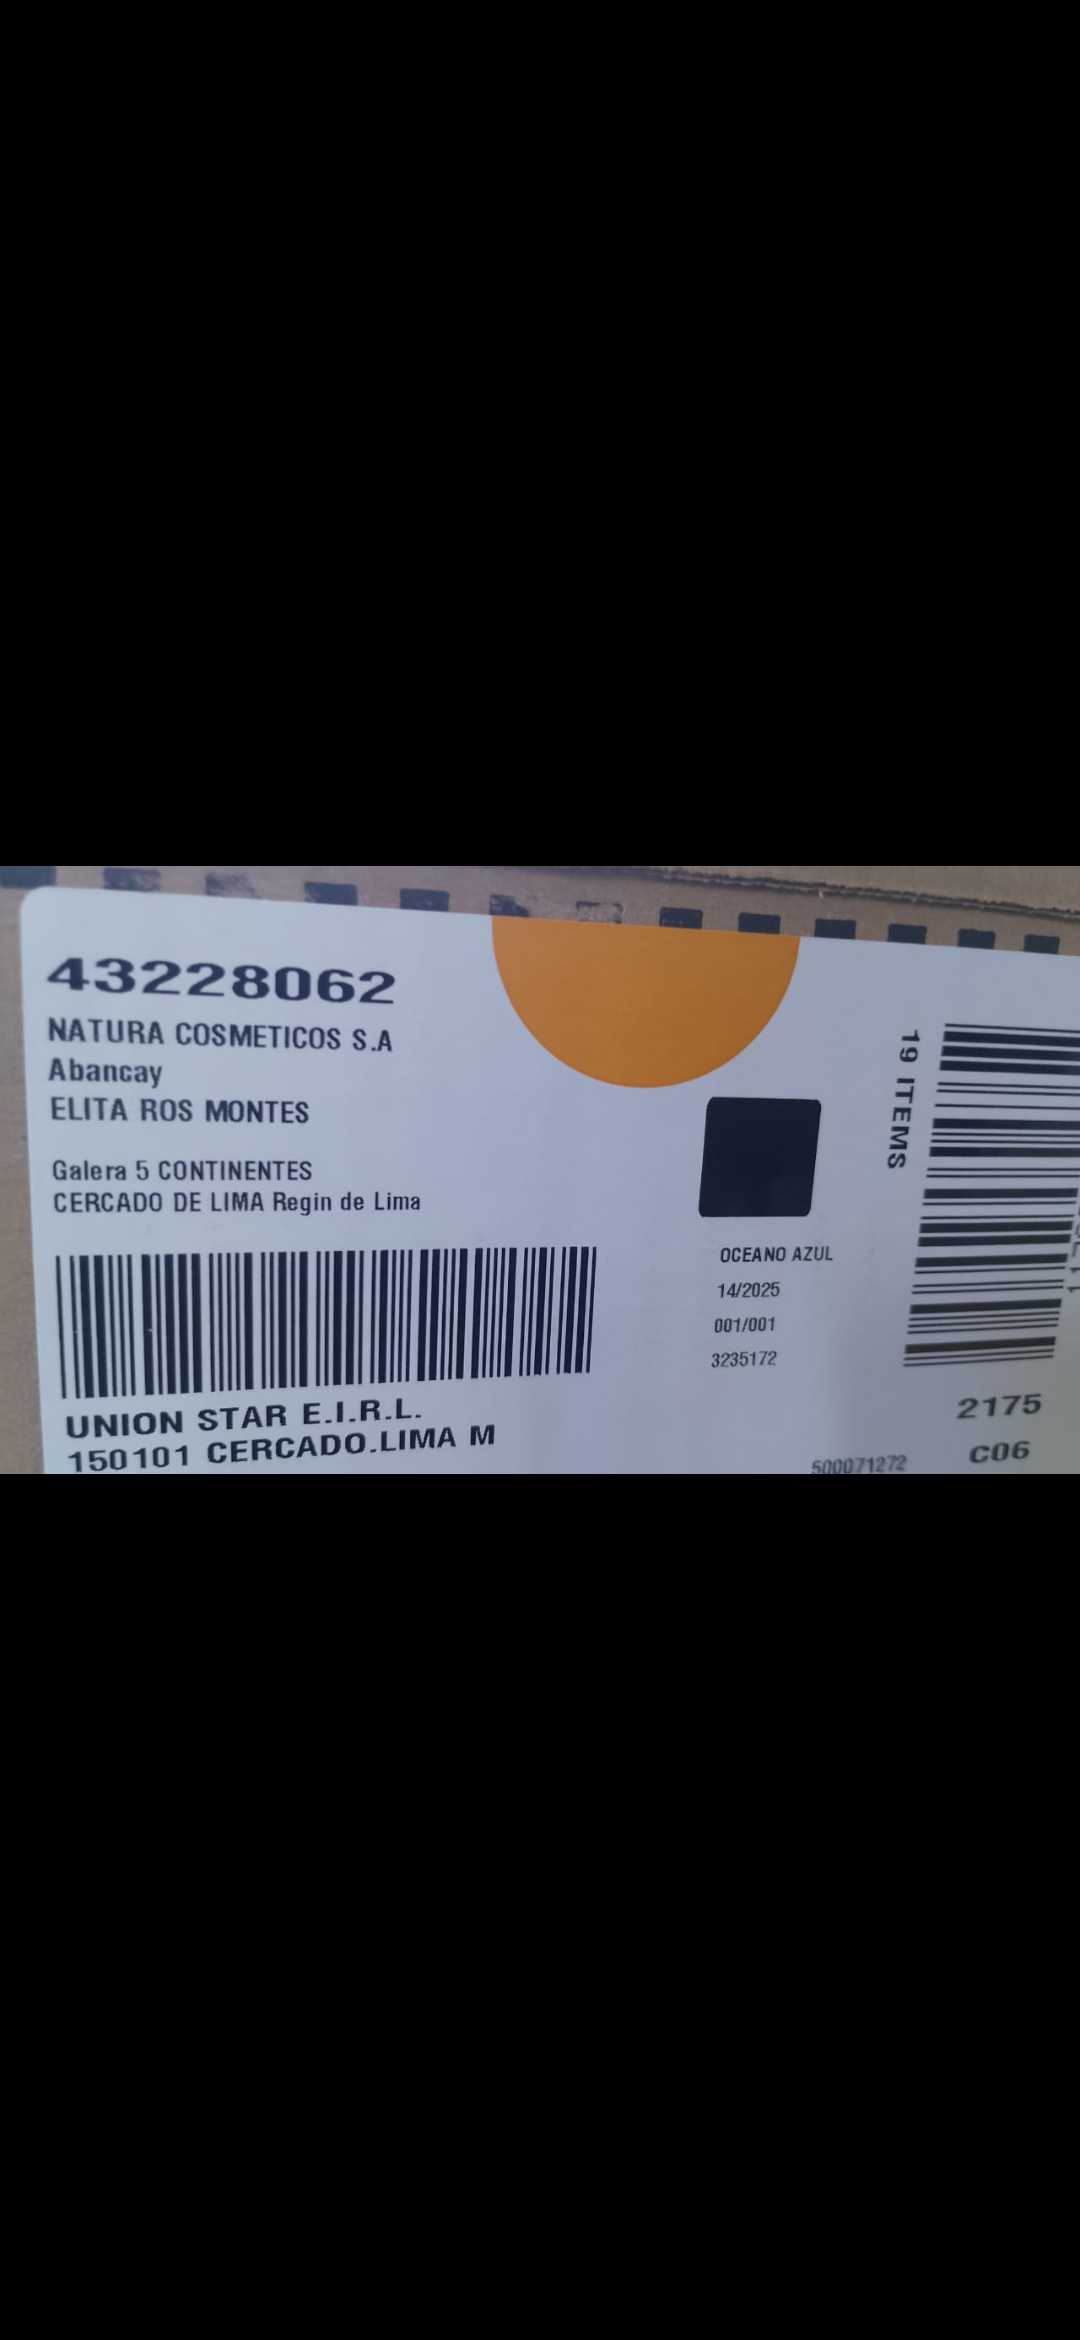 43228062
NATURA COSMETICOS S.A
Abancay
ELITA ROS MONTES
Galera 5 CONTINENTES
CERCADO DE LIMA Regin de Lima
UNION STAR E.I.R.L.
150101 CERCADO.LIMA M
OCEANO AZUL
14/2025
001/001
3235172
19 ITEMS
2175
C06
500071272